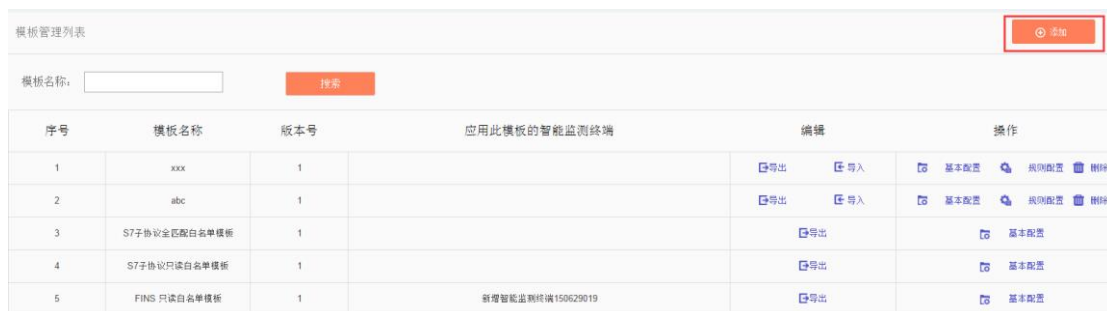 模板管理列表 添加
模板名称： 搜索
序号 模板名称 版本号 应用此模板的智能监测终端 编辑 操作
1 xxx 1 导出 导入 基本配置 规则配置 删除
2 abc 1 导出 导入 基本配置 规则配置 删除
3 S7子协议全匹配白名单模板 1 导出 基本配置
4 S7子协议只读白名单模板 1 导出 基本配置
5 FINS 只读白名单模板 1 新增智能监测终端150629019 导出 基本配置